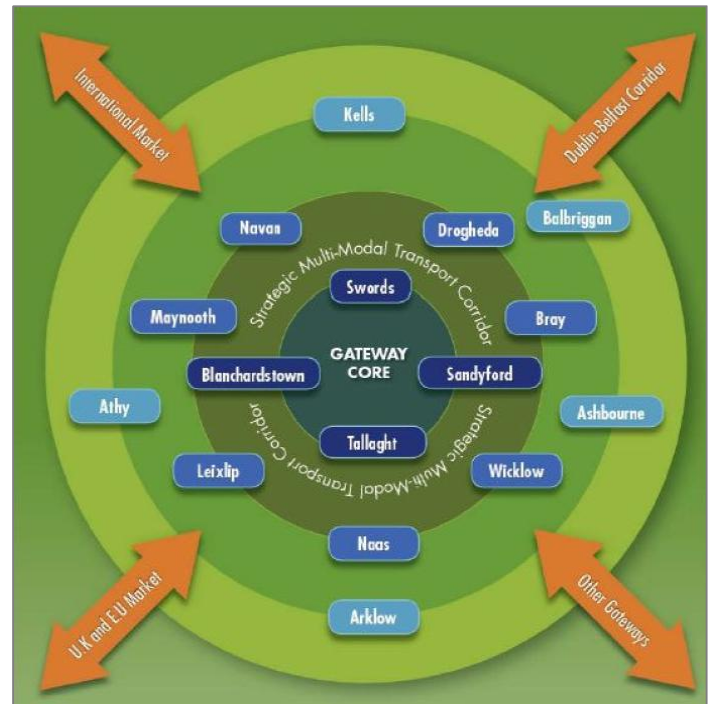 International Market
Dublin-Belfast Corridor
Kells
Balbriggan
Navan
Drogheda
Strategic Multi-Modal Transport Corridor
Swords
Maynooth
Bray
GATEWAY
CORE
Blanchardstown
Sandyford
Athy
Ashbourne
Tallaght
Strategic Multi-Modal Transport Corridor
Leixlip
Wicklow
Naas
Arklow
U.K and E.U Market
Other Gateways